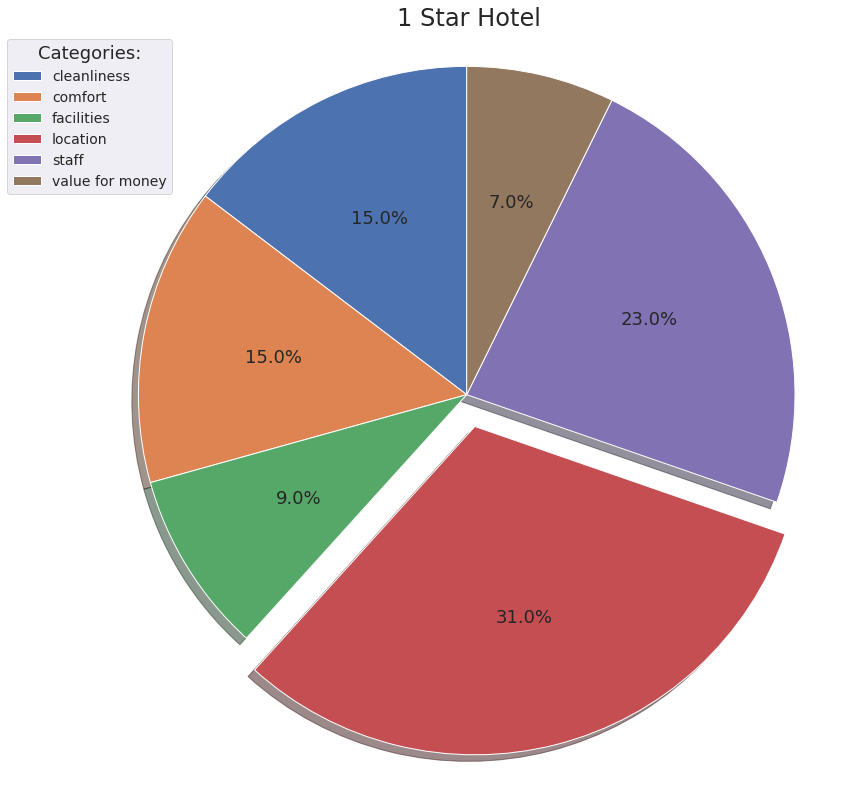 1 Star Hotel
Categories:
cleanliness
comfort
facilities
location
staff
value for money
15.0%
7.0%
23.0%
15.0%
9.0%
31.0%